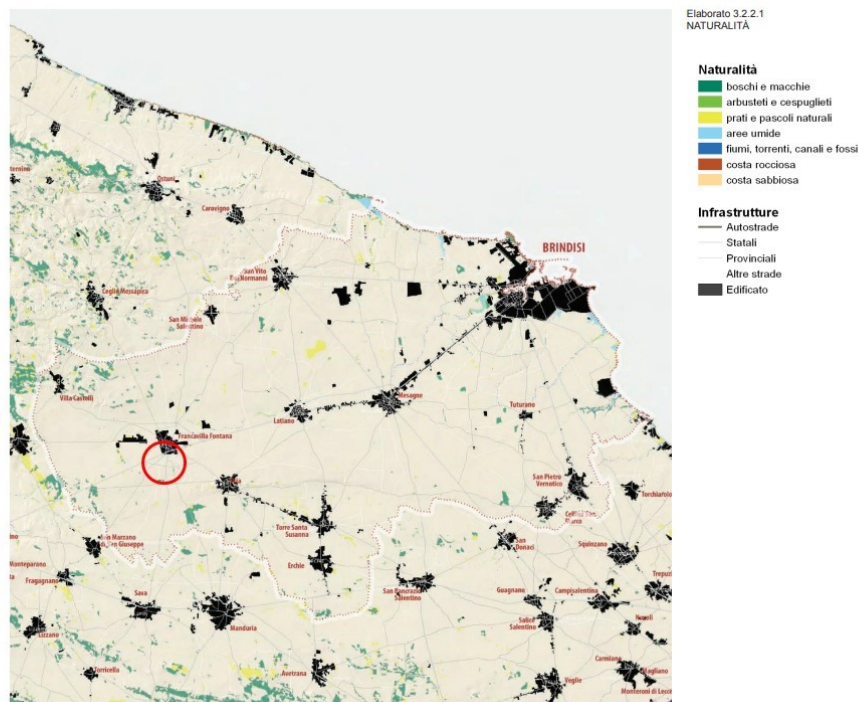 Elaborato 3.2.2.1
NATURALITÀ
Naturalità
boschi e macchie
arbusteti e cespuglieti
prati e pascoli naturali
aree umide
fiumi, torrenti, canali e fossi
costa rocciosa
costa sabbiosa
Infrastrutture
Autostrade
Statali
Provinciali
Altre strade
Edificato
Ostuni
Carovigno
BRINDISI
San Vito
Dei Normanni
Ceglie Messapica
San Michele
Salentino
Villa Castelli
Mesagne
Tuturano
Latiano
Francavilla Fontana
San Pietro
Vernotico
Torchiarolo
Torre Santa
Susanna
San
Donaci
Squinzano
San Marzano
di San Giuseppe
Monteparano
Fragagnano
Erchie
Trepuzzi
Sava
San Pancrazio
Salentino
Guagnano
Campisalentina
Manduria
Salice
Salentino
Lizzano
Carmiano
Torricella
Avetrana
Veglie
Monteroni di Lecce